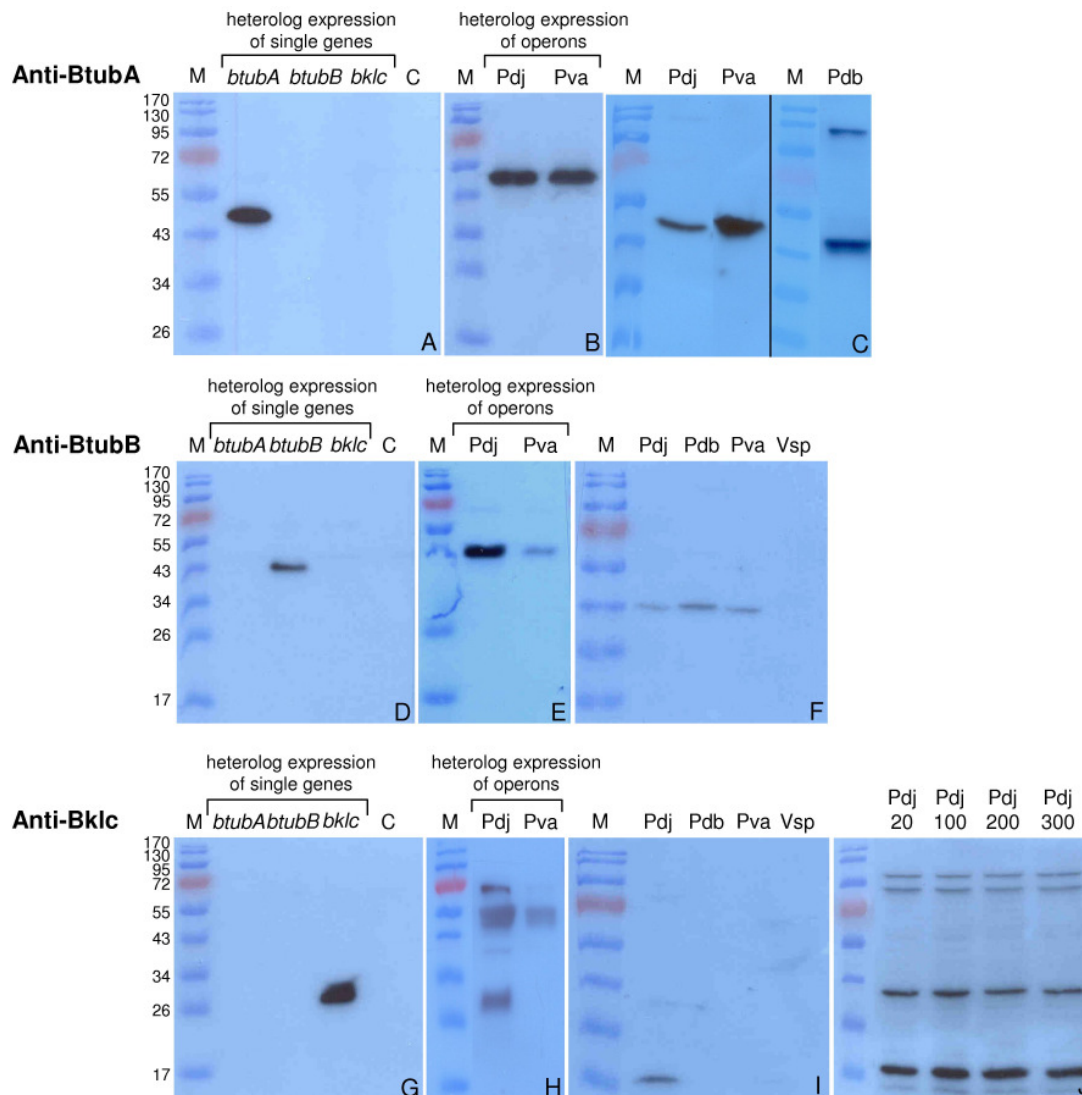 heterolog expression
of single genes
heterolog expression
of operons
Anti-BtubA
M btubA btubB bklc C
M Pdj Pva
M Pdj Pva
M Pdb
170
130
95
72
55
43
34
26
A
B
C
heterolog expression
of single genes
heterolog expression
of operons
Anti-BtubB
M btubA btubB bklc C
M Pdj Pva
M Pdj Pdb Pva Vsp
170
130
95
72
55
43
34
26
17
D
E
F
heterolog expression
of single genes
heterolog expression
of operons
Anti-Bklc
M btubA btubB bklc C
M Pdj Pva
M Pdj Pdb Pva Vsp
Pdj Pdj Pdj Pdj
20 100 200 300
170
130
95
72
55
43
34
26
17
G
H
I
J